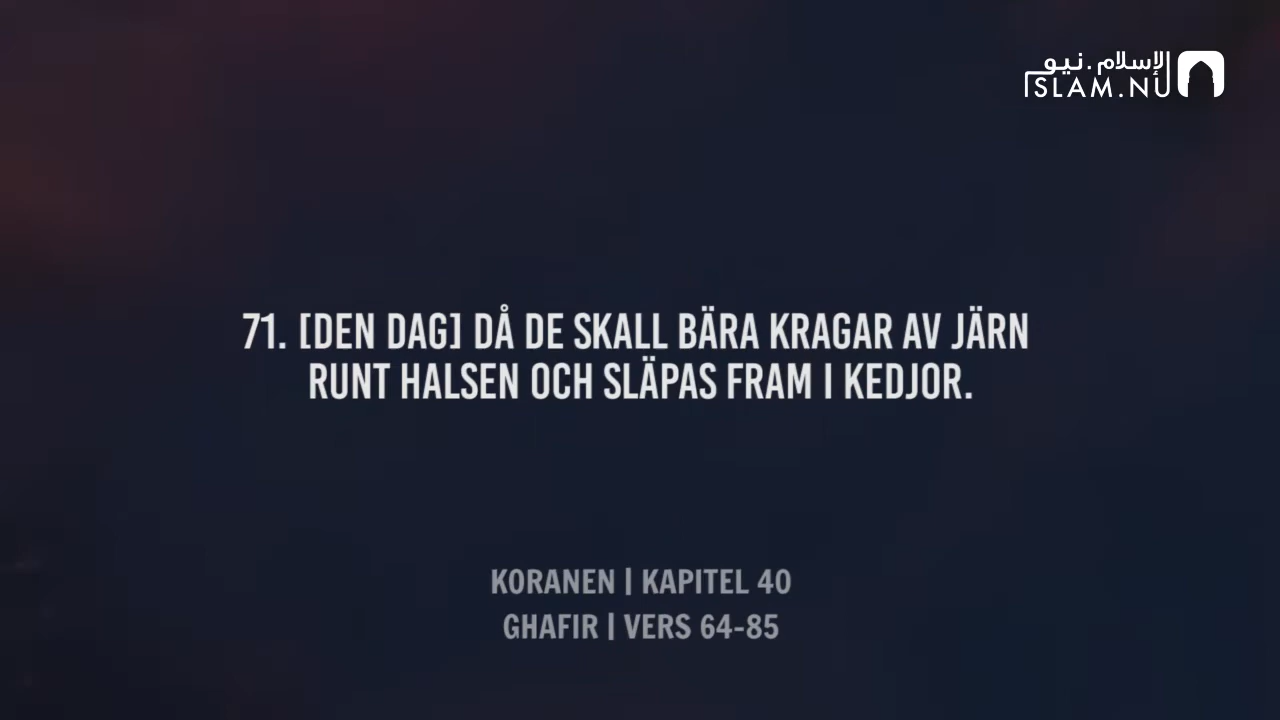 الإسلام.نيو
ISLAM.NU
71. [DEN DAG] DÅ DE SKALL BÄRA KRAGAR AV JÄRN
RUNT HALSEN OCH SLÄPAS FRAM I KEDJOR.
KORANEN | KAPITEL 40
GHAFIR | VERS 64-85